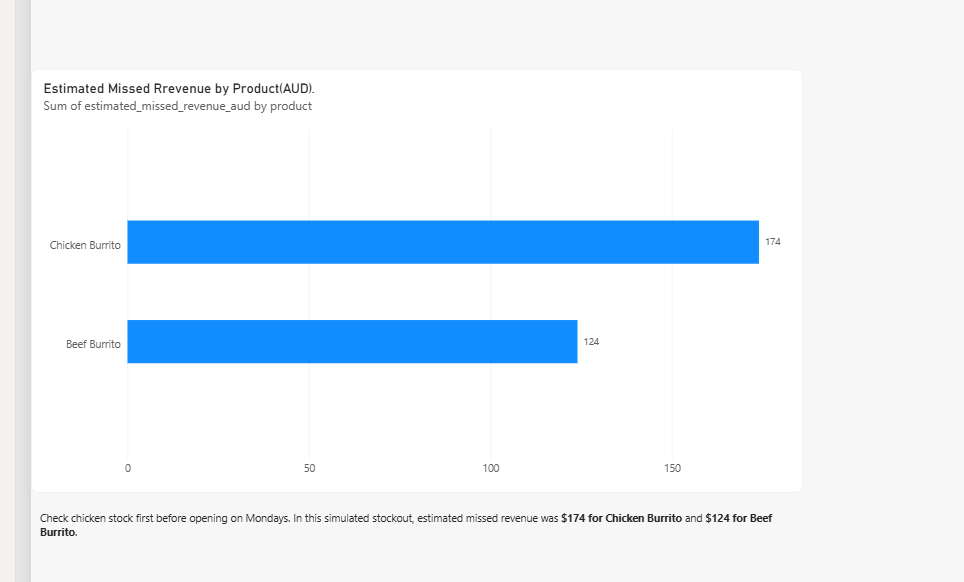 Estimated Missed Rrevenue by Product(AUD).
Sum of estimated_missed_revenue_aud by product
Chicken Burrito
174
Beef Burrito
124
0 50 100 150
Check chicken stock first before opening on Mondays. In this simulated stockout, estimated missed revenue was $174 for Chicken Burrito and $124 for Beef
Burrito.